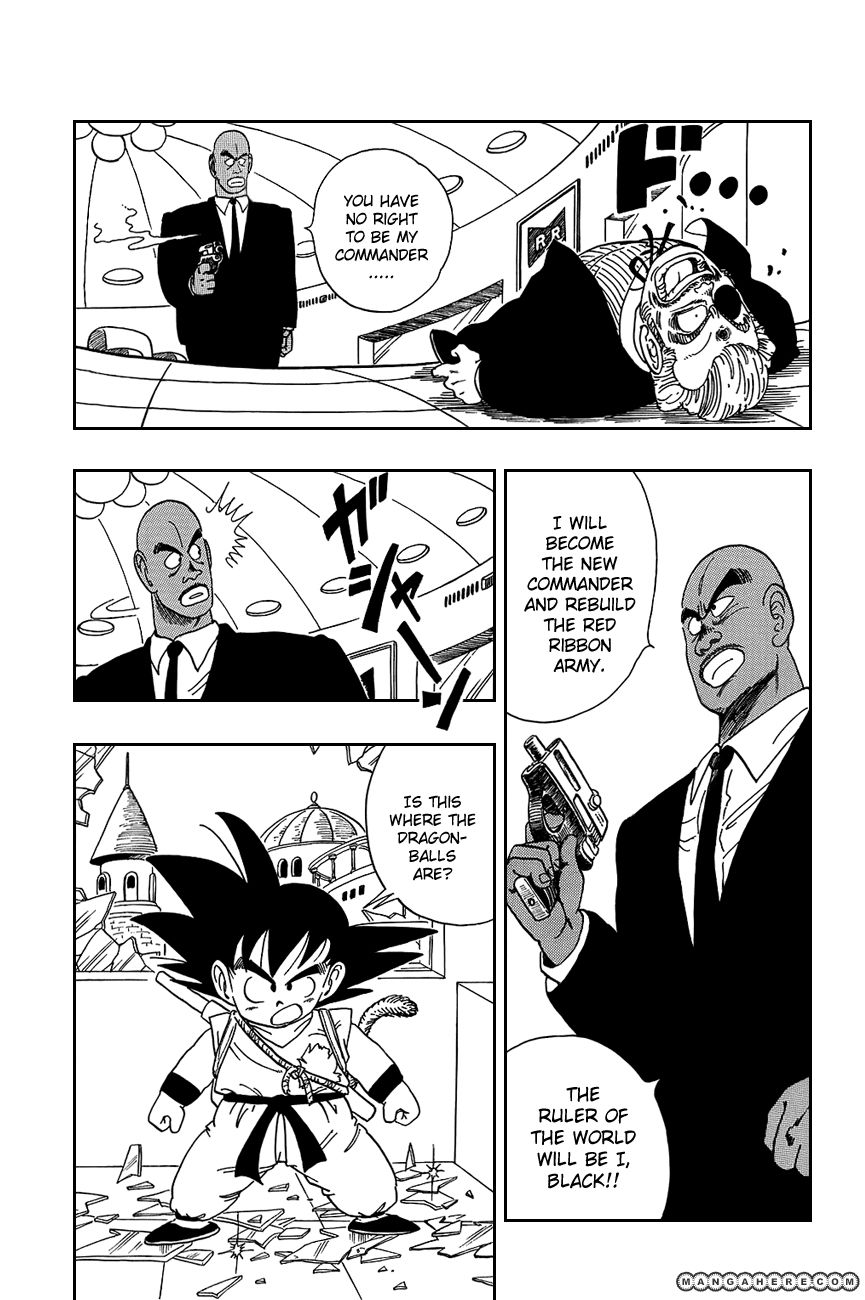 YOU HAVE
NO RIGHT
TO BE MY
COMMANDER
.....
ド...
RR
I WILL
BECOME
THE NEW
COMMANDER
AND REBUILD
THE RED
RIBBON
ARMY.
THE
RULER OF
THE WORLD
WILL BE I,
BLACK!!
ガシャーン
IS THIS
WHERE THE
DRAGON-
BALLS
ARE?
MANGAHERE.COM